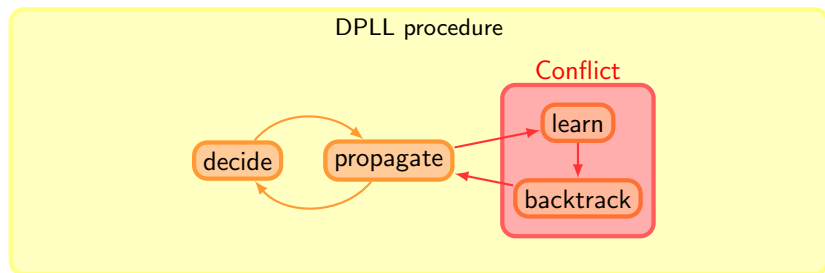 DPLL procedure
Conflict
learn
decide
propagate
backtrack